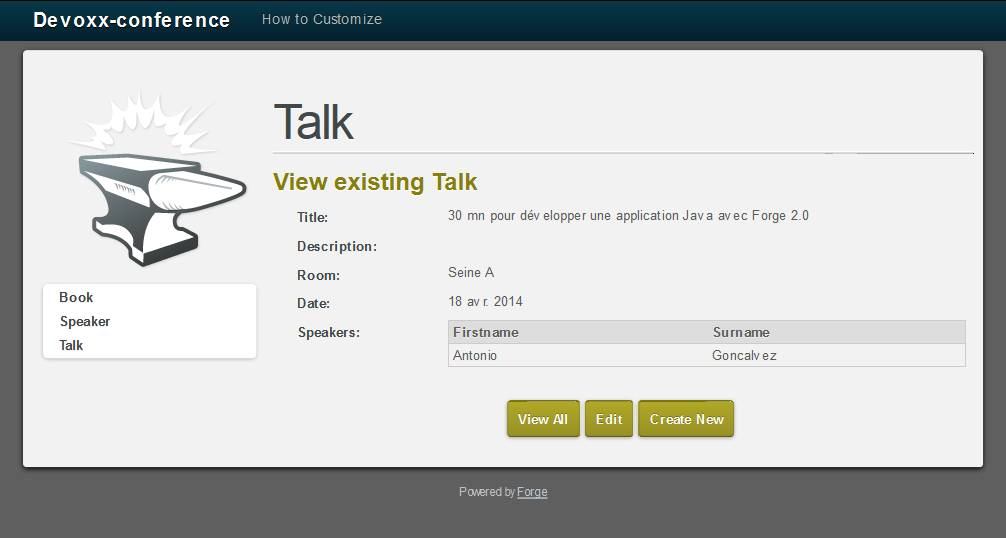 Devoxx-conference How to Customize
Talk
View existing Talk
Title: 30 mn pour développer une application Java avec Forge 2.0
Description:
Room: Seine A
Date: 18 avr. 2014
Speakers: Firstname Surname
Antonio Goncalvez
Book
Speaker
Talk
View All Edit Create New
Powered by Forge